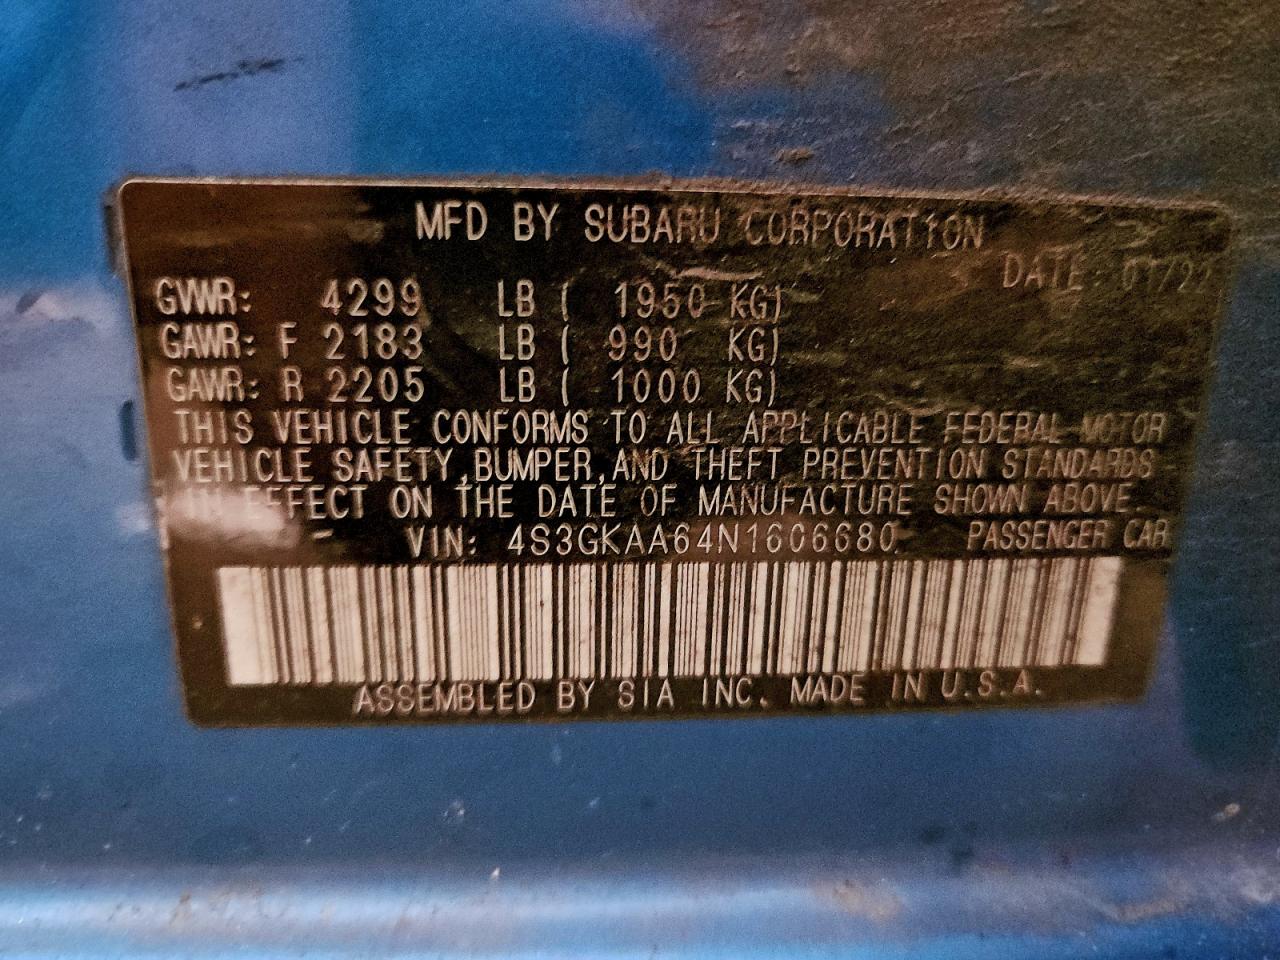 MFD BY SUBARU CORPORATION
DATE: 01/22
GVWR: 4299 LB ( 1950 KG)
GAWR: F 2183 LB ( 990 KG)
GAWR: R 2205 LB ( 1000 KG)
THIS VEHICLE CONFORMS TO ALL APPLICABLE FEDERAL MOTOR
VEHICLE SAFETY, BUMPER, AND THEFT PREVENTION STANDARDS
IN EFFECT ON THE DATE OF MANUFACTURE SHOWN ABOVE.
VIN: 4S3GKAA64N1606680 PASSENGER CAR
ASSEMBLED BY SIA INC. MADE IN U.S.A.